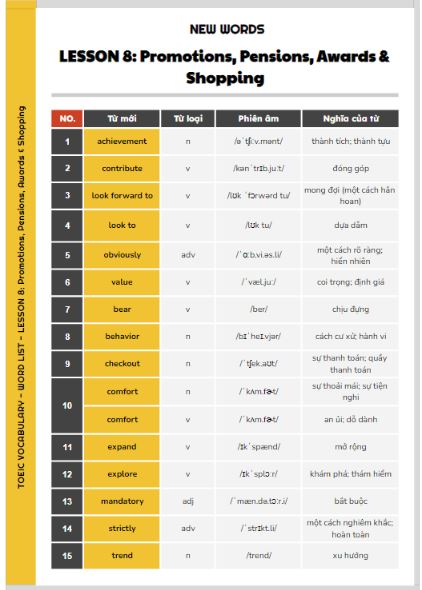 NEW WORDS
LESSON 8: Promotions, Pensions, Awards &
Shopping
TOEIC VOCABULARY - WORD LIST - LESSON 8: Promotions, Pensions, Awards & Shopping
NO. Từ mới Từ loại Phiên âm Nghĩa của từ
1 achievement n /əˈtʃiːv.mənt/ thành tích; thành tựu
2 contribute v /kənˈtrɪb.juːt/ đóng góp
3 look forward to v /lʊk ˈfɔrwərd tu/ mong đợi (một cách hân
hoan)
4 look to v /lʊk tu/ dựa dẫm
5 obviously adv /ˈɑːb.vi.əs.li/ một cách rõ ràng;
hiển nhiên
6 value v /ˈvæl.juː/ coi trọng; định giá
7 bear v /ber/ chịu đựng
8 behavior n /bɪˈheɪvjər/ cách cư xử; hành vi
9 checkout n /ˈtʃek.aʊt/ sự thanh toán; quầy
thanh toán
10 comfort n /ˈkʌm.fɚt/ sự thoải mái; sự tiện
nghi
comfort v /ˈkʌm.fɚt/ an ủi; dỗ dành
11 expand v /ɪkˈspænd/ mở rộng
12 explore v /ɪkˈsplɔːr/ khám phá; thám hiểm
13 mandatory adj /ˈmæn.də.tɔːr.i/ bắt buộc
14 strictly adv /ˈstrɪkt.li/ một cách nghiêm khắc;
hoàn toàn
15 trend n /trend/ xu hướng